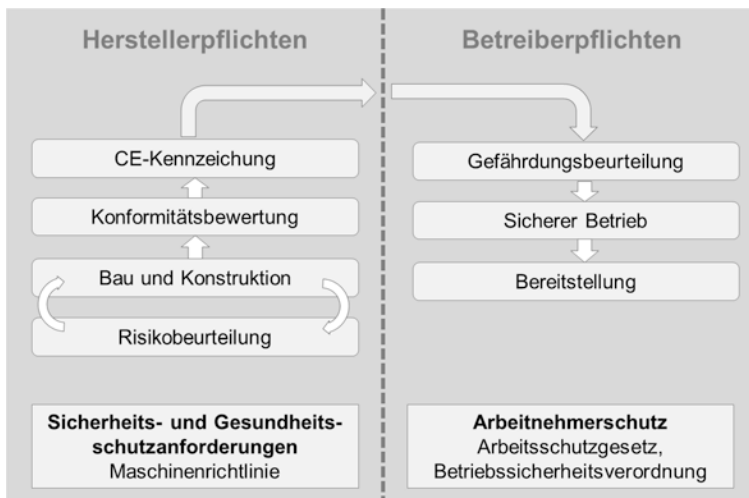 Herstellerpflichten
CE-Kennzeichung
Konformitätsbewertung
Bau und Konstruktion
Risikobeurteilung
Sicherheits- und Gesundheits-
schutzanforderungen
Maschinenrichtlinie
Betreiberpflichten
Gefährdungsbeurteilung
Sicherer Betrieb
Bereitstellung
Arbeitnehmerschutz
Arbeitsschutzgesetz,
Betriebssicherheitsverordnung